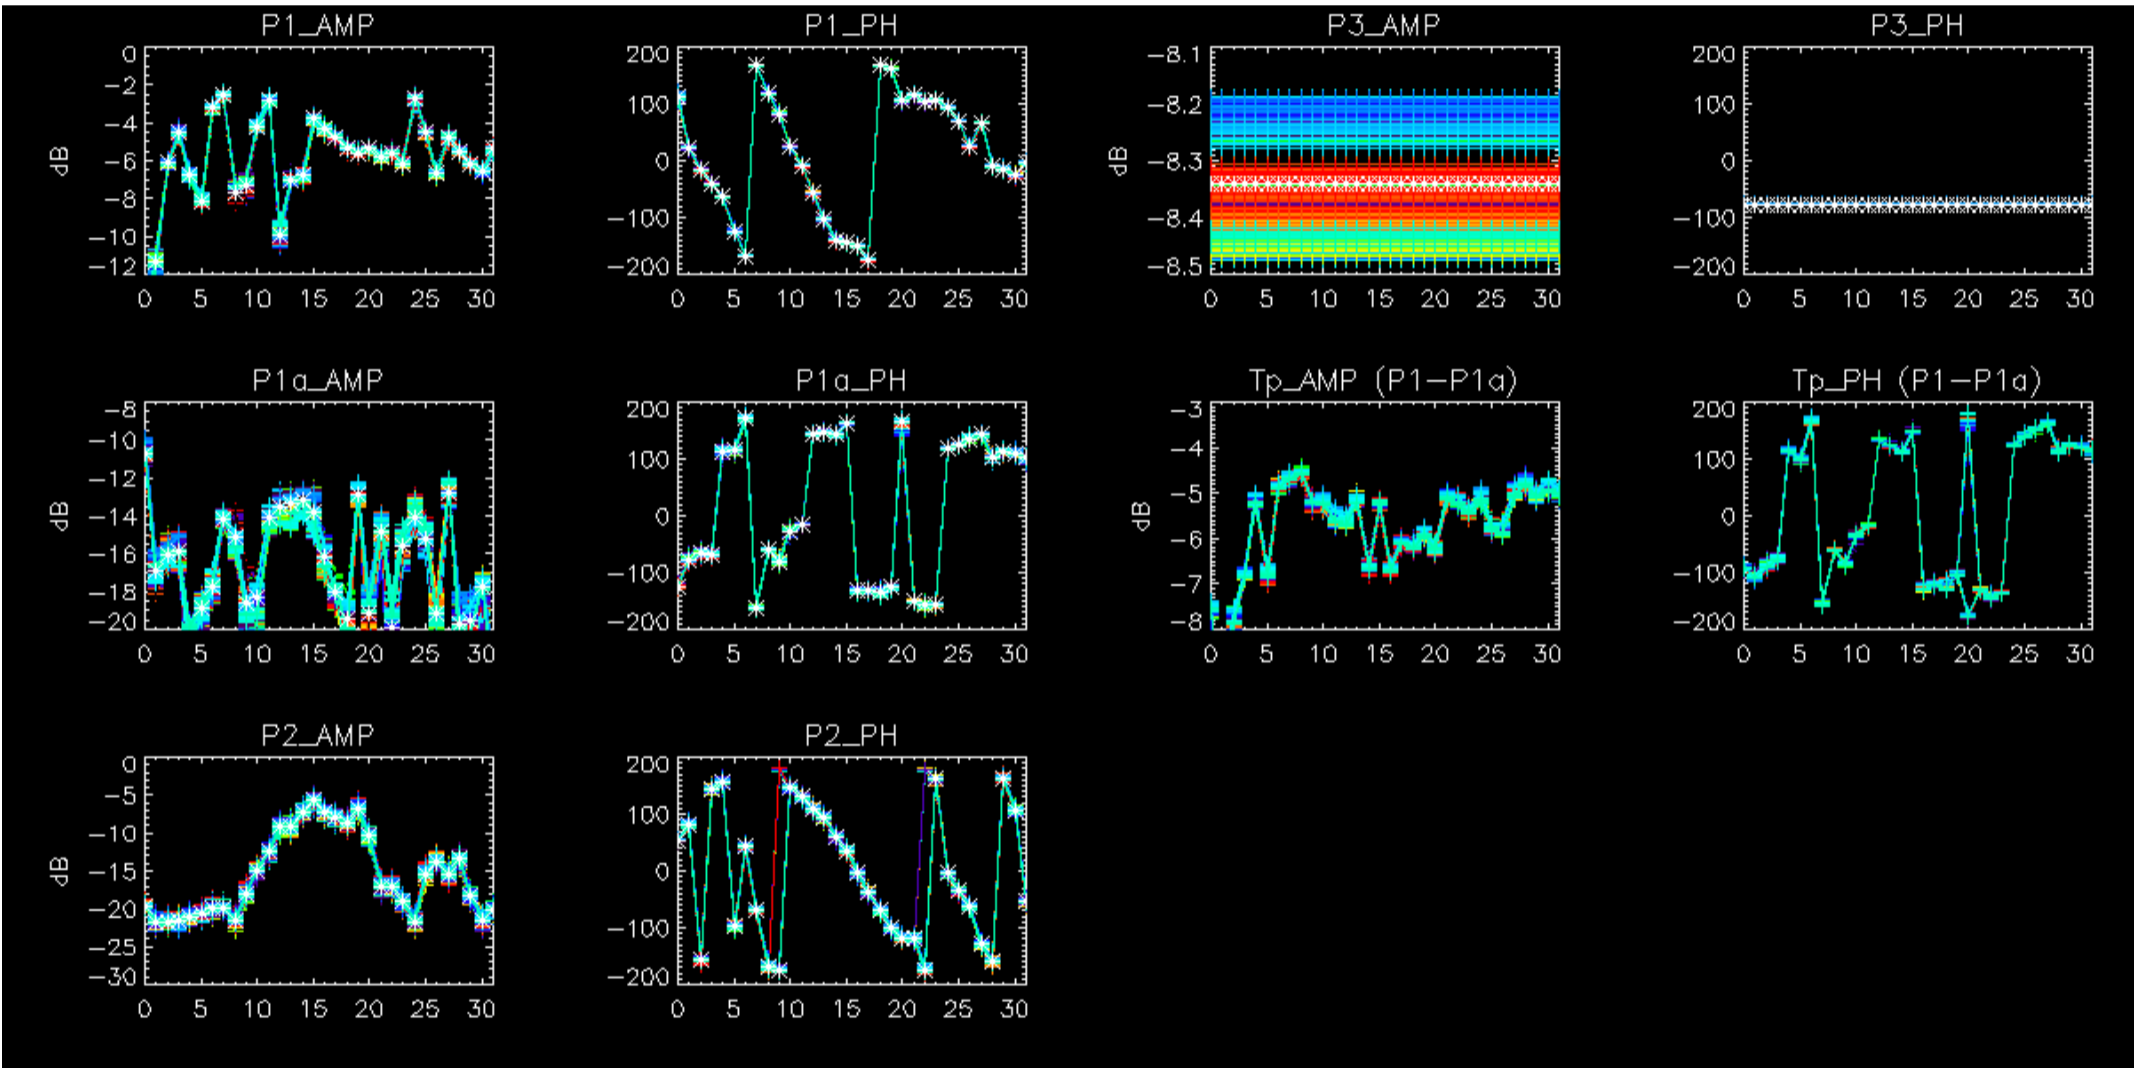 P1_AMP
P1_PH
P3_AMP
P3_PH
0
-2
-4
-6
-8
-10
-12
dB
0 5 10 15 20 25 30
200
100
0
-100
-200
0 5 10 15 20 25 30
-8.1
-8.2
-8.3
-8.4
-8.5
dB
0 5 10 15 20 25 30
200
100
0
-100
-200
0 5 10 15 20 25 30
P1a_AMP
P1a_PH
Tp_AMP (P1-P1a)
Tp_PH (P1-P1a)
-8
-10
-12
-14
-16
-18
-20
dB
0 5 10 15 20 25 30
200
100
0
-100
-200
0 5 10 15 20 25 30
-3
-4
-5
-6
-7
-8
dB
0 5 10 15 20 25 30
200
100
0
-100
-200
0 5 10 15 20 25 30
P2_AMP
P2_PH
0
-5
-10
-15
-20
-25
-30
dB
0 5 10 15 20 25 30
200
100
0
-100
-200
0 5 10 15 20 25 30